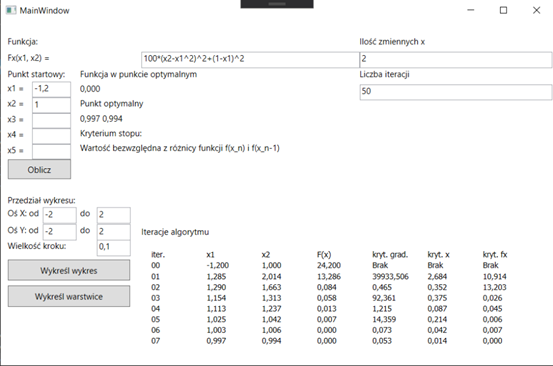 MainWindow
Funkcja:
Ilość zmiennych x
Fx(x1, x2) =
100*(x2-x1^2)^2+(1-x1)^2
2
Punkt startowy:
Funkcja w punkcie optymalnym
Liczba iteracji
x1 = -1,2
0,000
50
x2 = 1
Punkt optymalny
x3 =
0,997 0,994
x4 =
Kryterium stopu:
x5 =
Wartość bezwzględna z różnicy funkcji f(x_n) i f(x_n-1)
Oblicz
Przedział wykresu:
Oś X: od -2 do 2
Oś Y: od -2 do 2
Wielkość kroku: 0,1
Wykreśl wykres
Wykreśl warstwice
Iteracje algorytmu
iter. x1 x2 F(x) kryt. grad. kryt. x kryt. fx
00 -1,200 1,000 24,200 Brak Brak Brak
01 1,285 2,014 13,286 39933,506 2,684 10,914
02 1,290 1,663 0,084 0,465 0,352 13,203
03 1,154 1,313 0,058 92,361 0,375 0,026
04 1,113 1,237 0,013 1,215 0,087 0,045
05 1,025 1,042 0,007 14,359 0,214 0,006
06 1,003 1,006 0,000 0,073 0,042 0,007
07 0,997 0,994 0,000 0,053 0,014 0,000